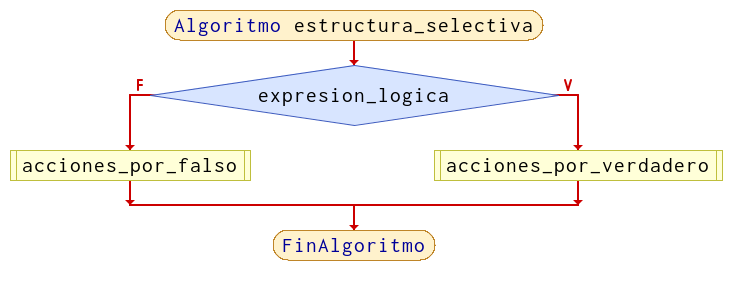 Algoritmo estructura_selectiva
F
V
expresion_logica
acciones_por_falso
acciones_por_verdadero
FinAlgoritmo